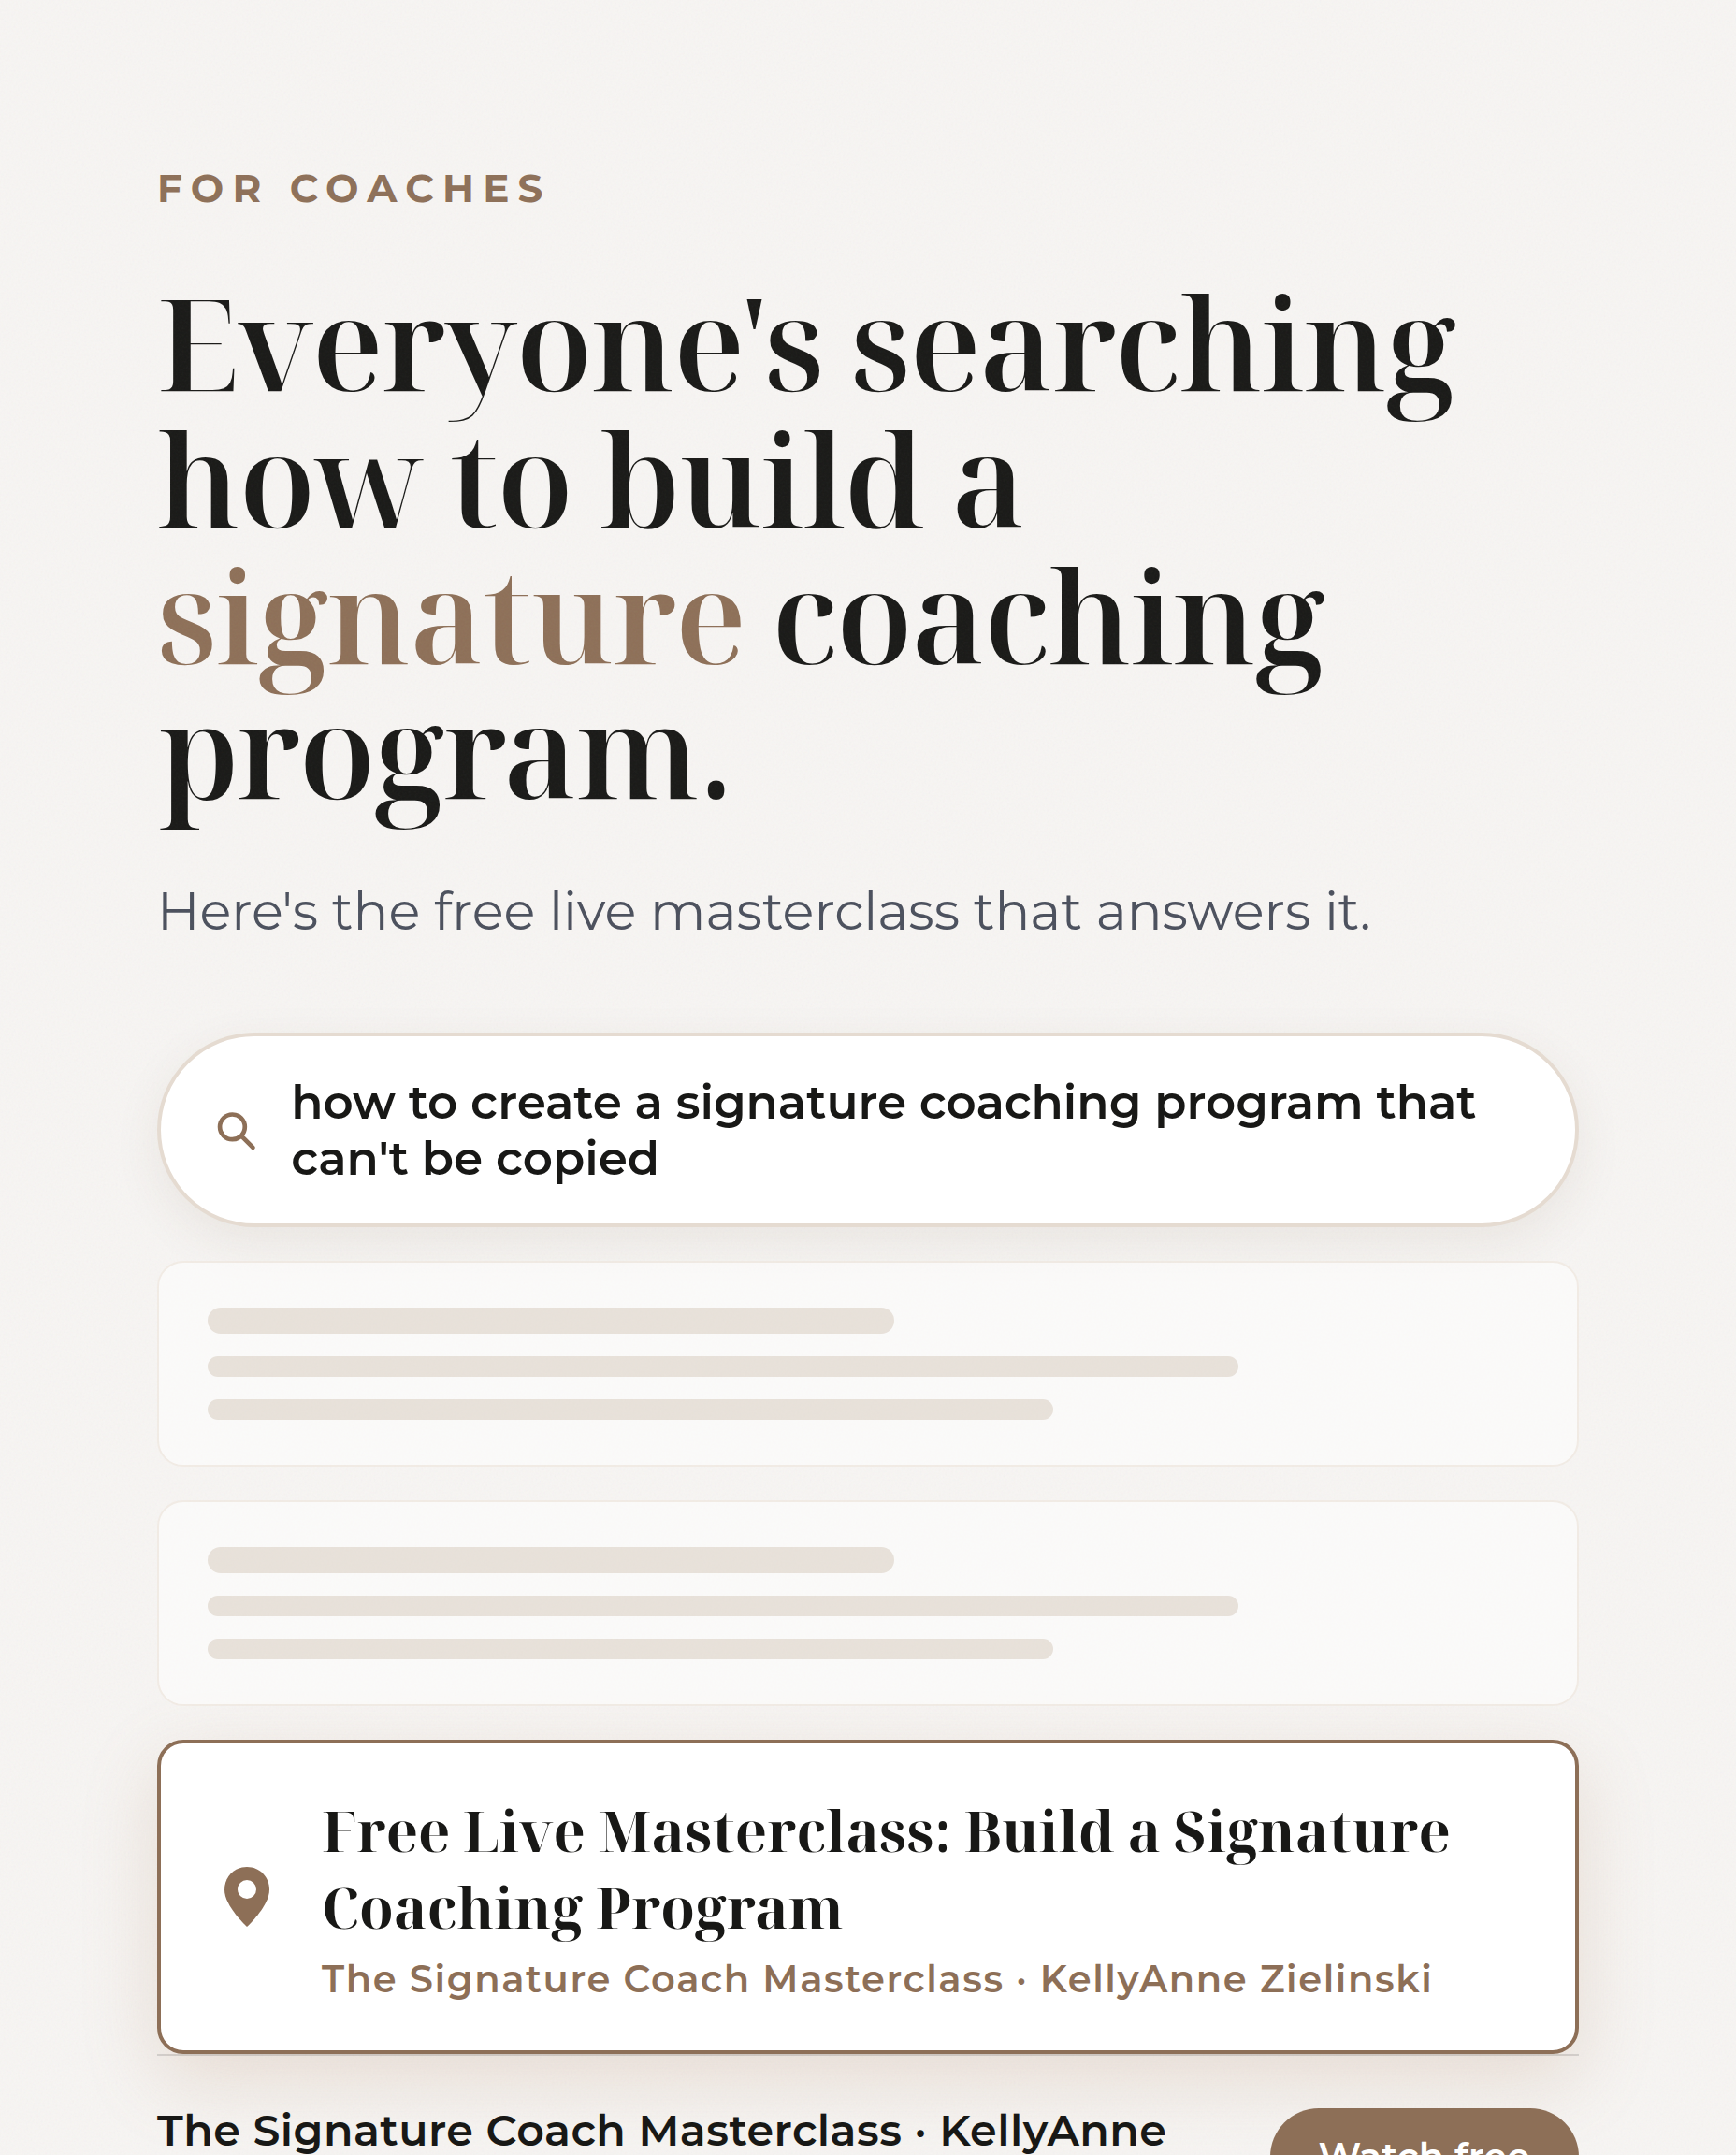 FOR COACHES
Everyone's searching
how to build a
signature coaching
program.
Here's the free live masterclass that answers it.
how to create a signature coaching program that
can't be copied
Free Live Masterclass: Build a Signature
Coaching Program
The Signature Coach Masterclass · KellyAnne Zielinski
The Signature Coach Masterclass · KellyAnne
Watch free